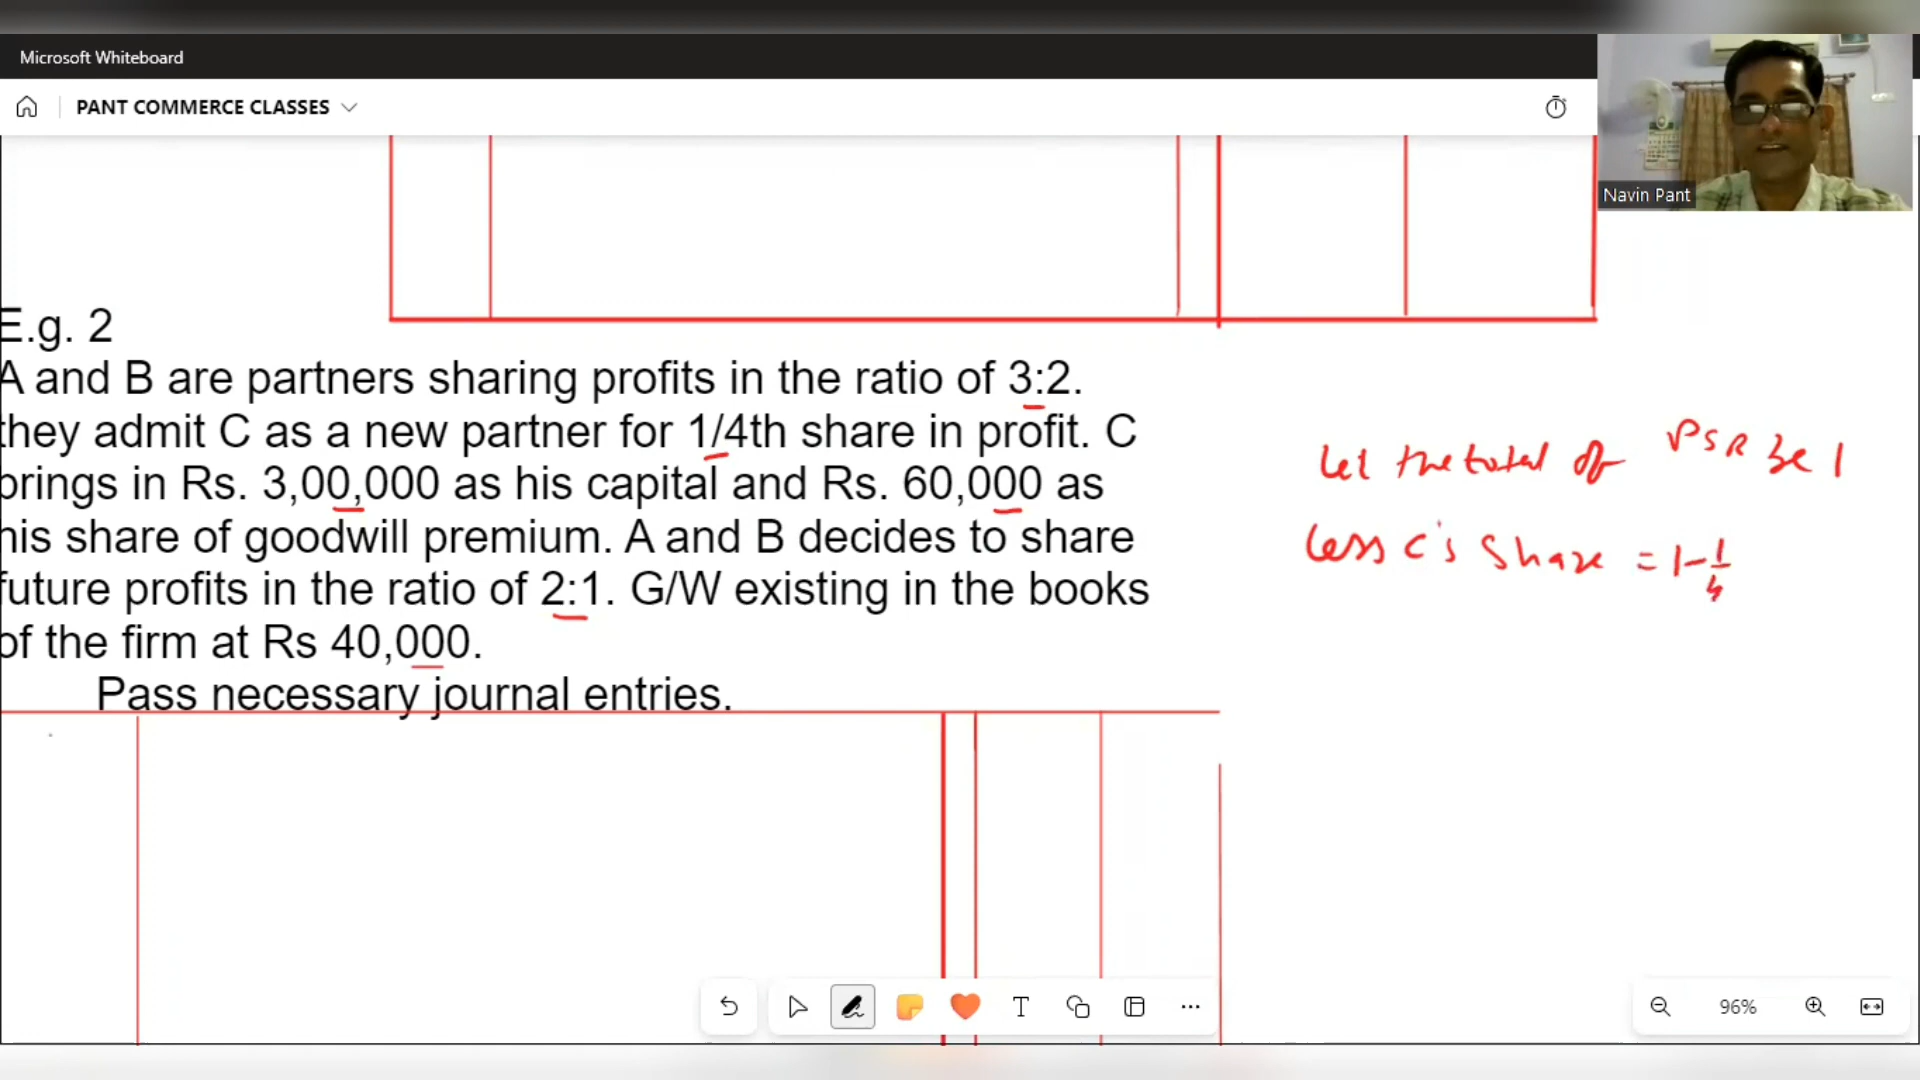 Microsoft Whiteboard
PANT COMMERCE CLASSES
Navin Pant
E.g. 2
A and B are partners sharing profits in the ratio of 3:2.
they admit C as a new partner for 1/4th share in profit. C
brings in Rs. 3,00,000 as his capital and Rs. 60,000 as
his share of goodwill premium. A and B decides to share
future profits in the ratio of 2:1. G/W existing in the books
of the firm at Rs 40,000.
Pass necessary journal entries.
Let the total of PSR be 1
Less C's Share = 1-1/4
96%